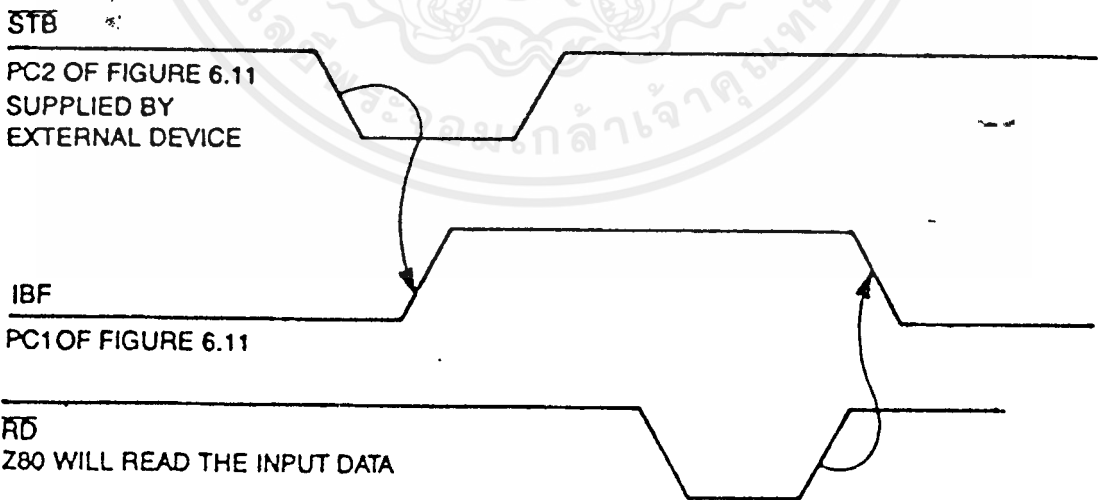 STB
PC2 OF FIGURE 6.11
SUPPLIED BY
EXTERNAL DEVICE
IBF
PC1 OF FIGURE 6.11
RD
Z80 WILL READ THE INPUT DATA